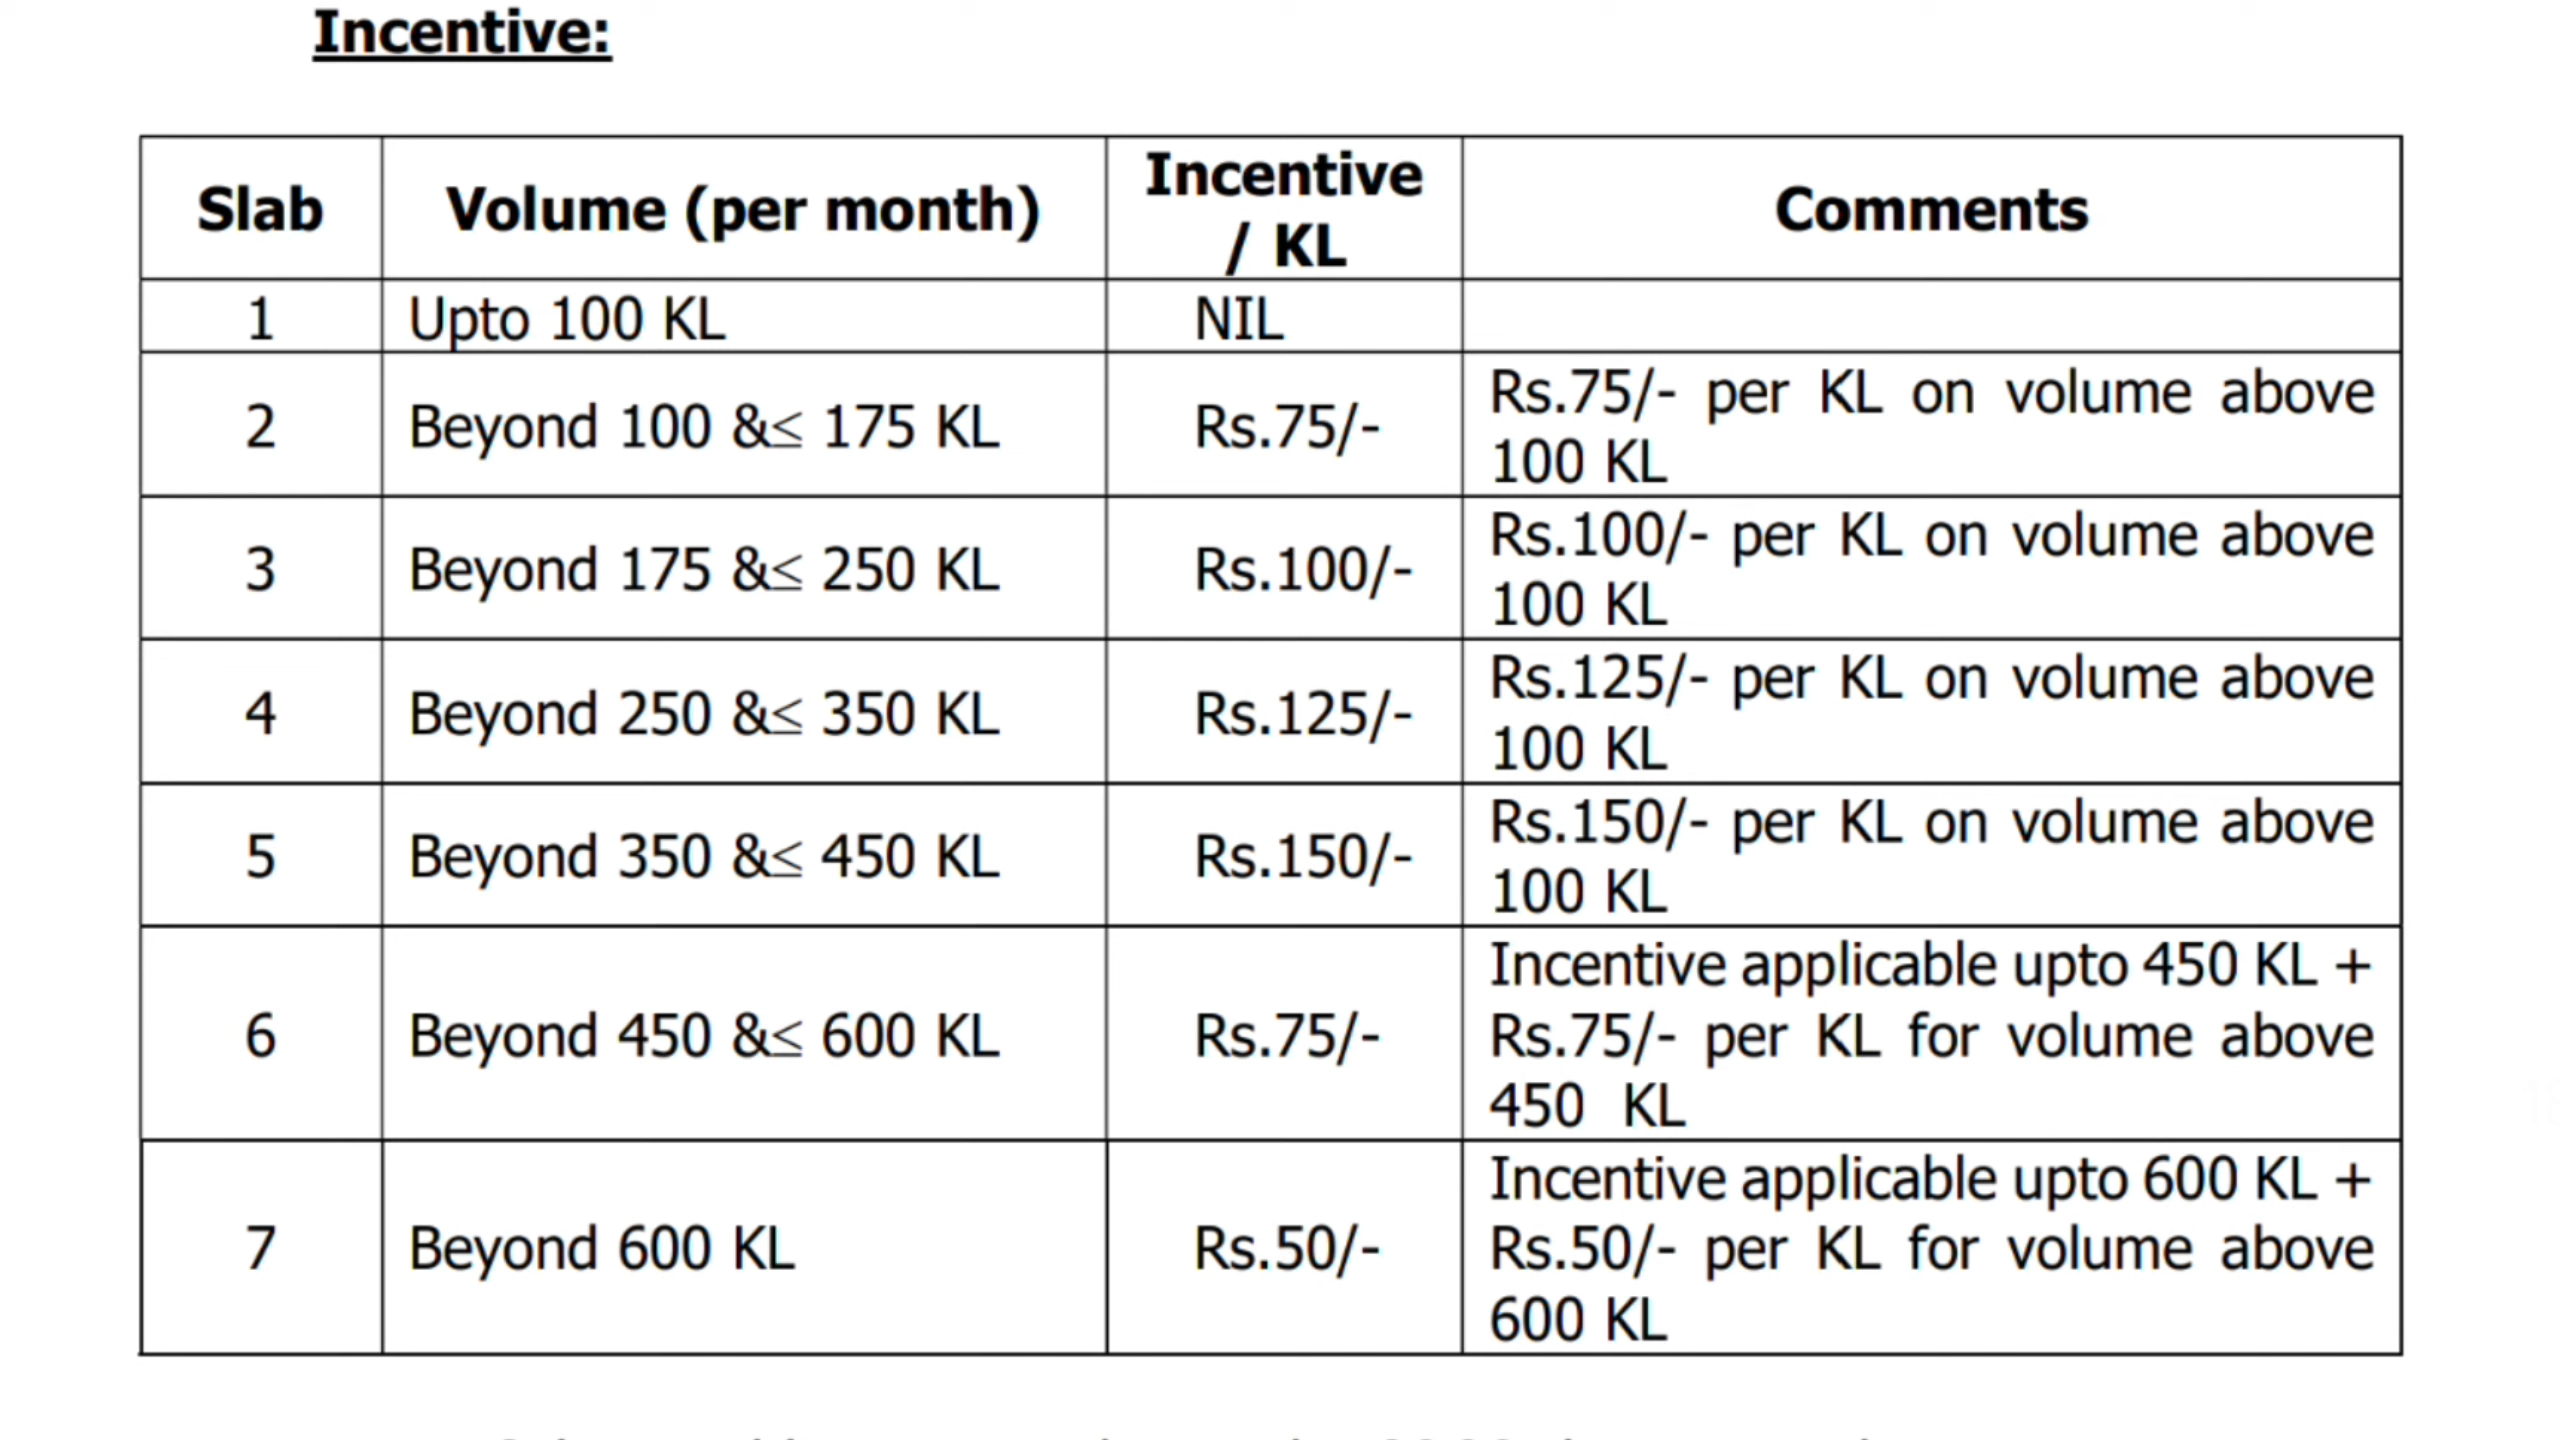 Incentive:
Slab Volume (per month) Incentive / KL Comments
1 Upto 100 KL NIL
2 Beyond 100 &≤ 175 KL Rs.75/- Rs.75/- per KL on volume above
100 KL
3 Beyond 175 &≤ 250 KL Rs.100/- Rs.100/- per KL on volume above
100 KL
4 Beyond 250 &≤ 350 KL Rs.125/- Rs.125/- per KL on volume above
100 KL
5 Beyond 350 &≤ 450 KL Rs.150/- Rs.150/- per KL on volume above
100 KL
6 Beyond 450 &≤ 600 KL Rs.75/- Incentive applicable upto 450 KL +
Rs.75/- per KL for volume above
450 KL
7 Beyond 600 KL Rs.50/- Incentive applicable upto 600 KL +
Rs.50/- per KL for volume above
600 KL